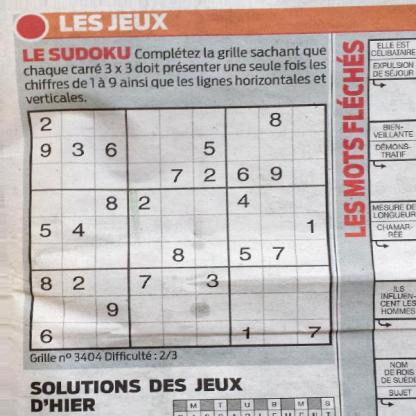 LES JEUX
LE SUDOKU Complétez la grille sachant que
chaque carré 3 x 3 doit présenter une seule fois les
chiffres de 1 à 9 ainsi que les lignes horizontales et
verticales.
2 8
9 3 6 5
7 2 6 9
8 2 4
5 4 1
8 5 7
8 2 7 3
9
6 1 7
Grille n° 3404 Difficulté : 2/3
SOLUTIONS DES JEUX
D'HIER
M T U B M S
LES MOTS FLÉCHÉS
ELLE EST
CÉLIBATAIRE
EXPULSION
DE SÉJOUR
BIEN-
VEILLANTE
DÉMONS-
TRATIF
MESURE DE
LONGUEUR
CHAMAR-
RÉE
ILS
INFLUEN-
CENT LES
HOMMES
NOM
DE ROIS
DE SUÈDE
SUJET